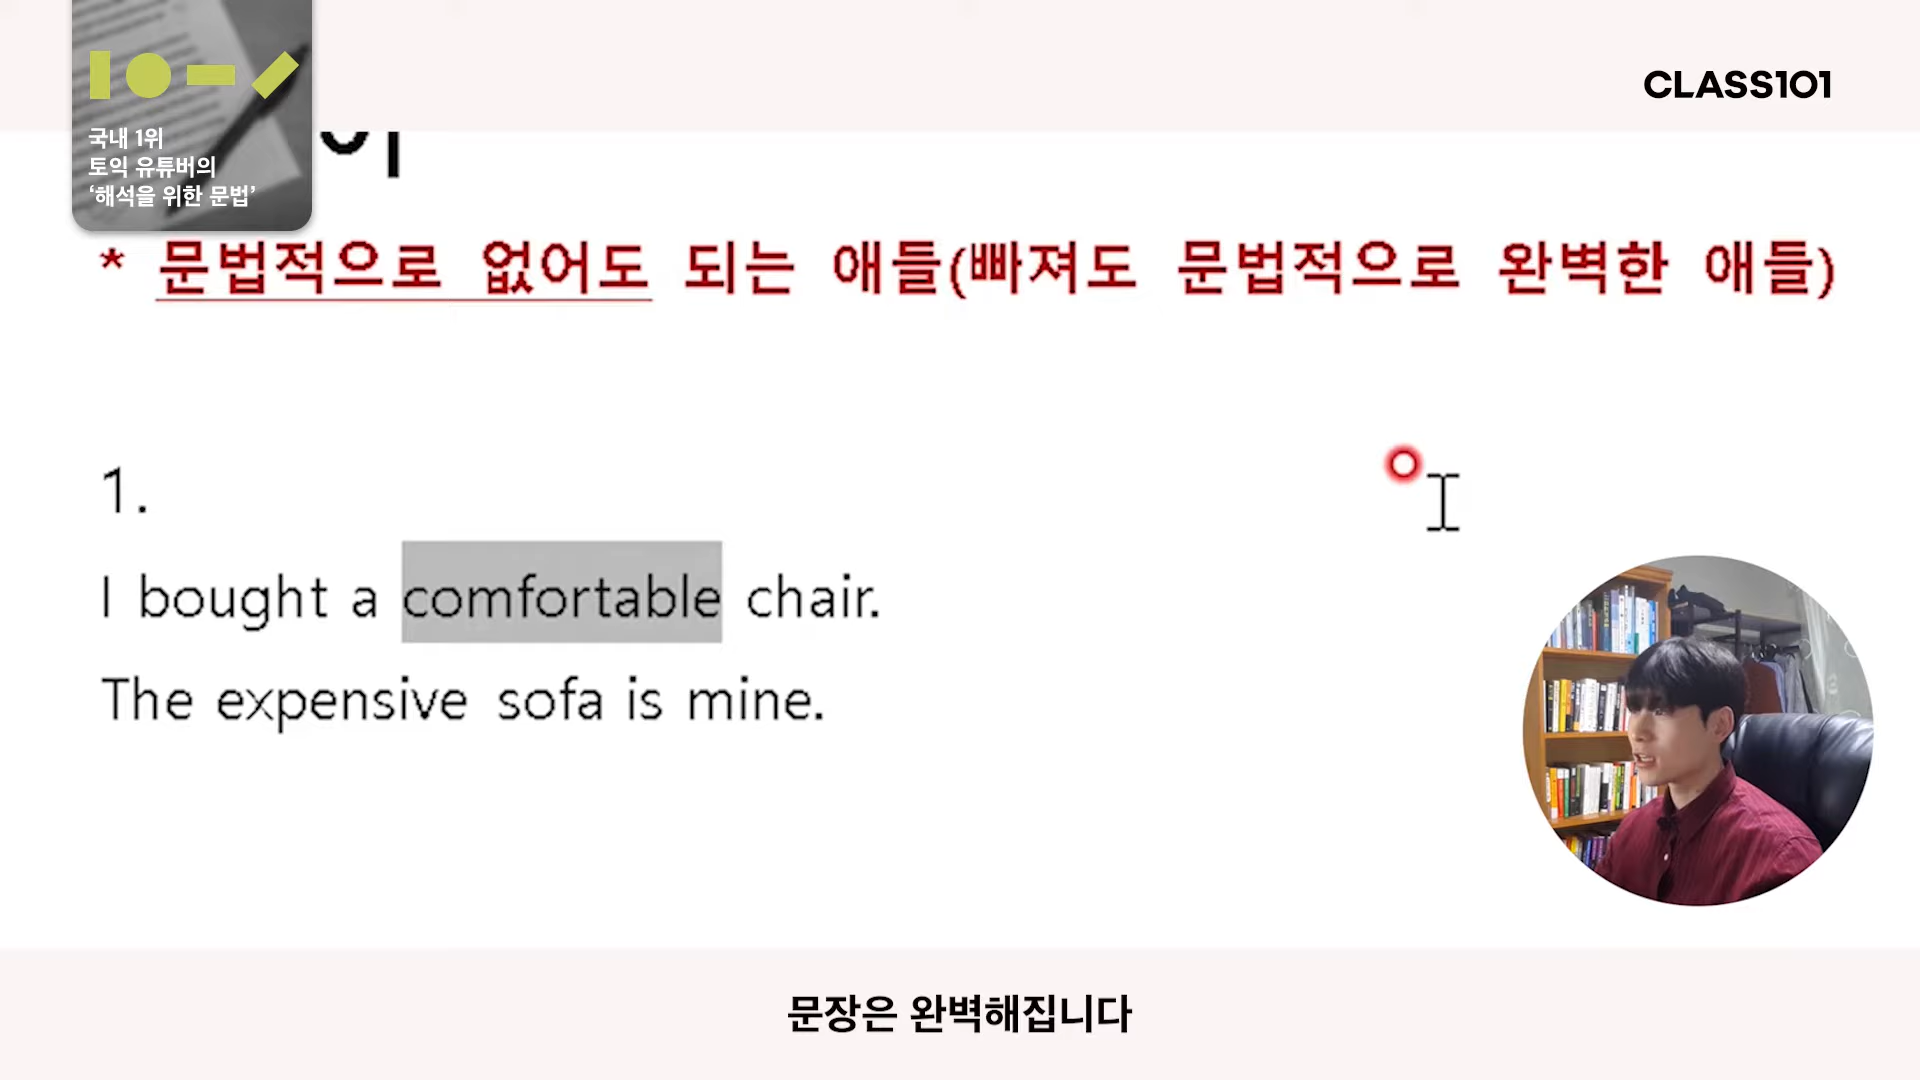 CLASS101
국내 1위
토익 유튜버의
‘해석을 위한 문법’
* 문법적으로 없어도 되는 애들(빠져도 문법적으로 완벽한 애들)
1.
I bought a comfortable chair.
The expensive sofa is mine.
문장은 완벽해집니다